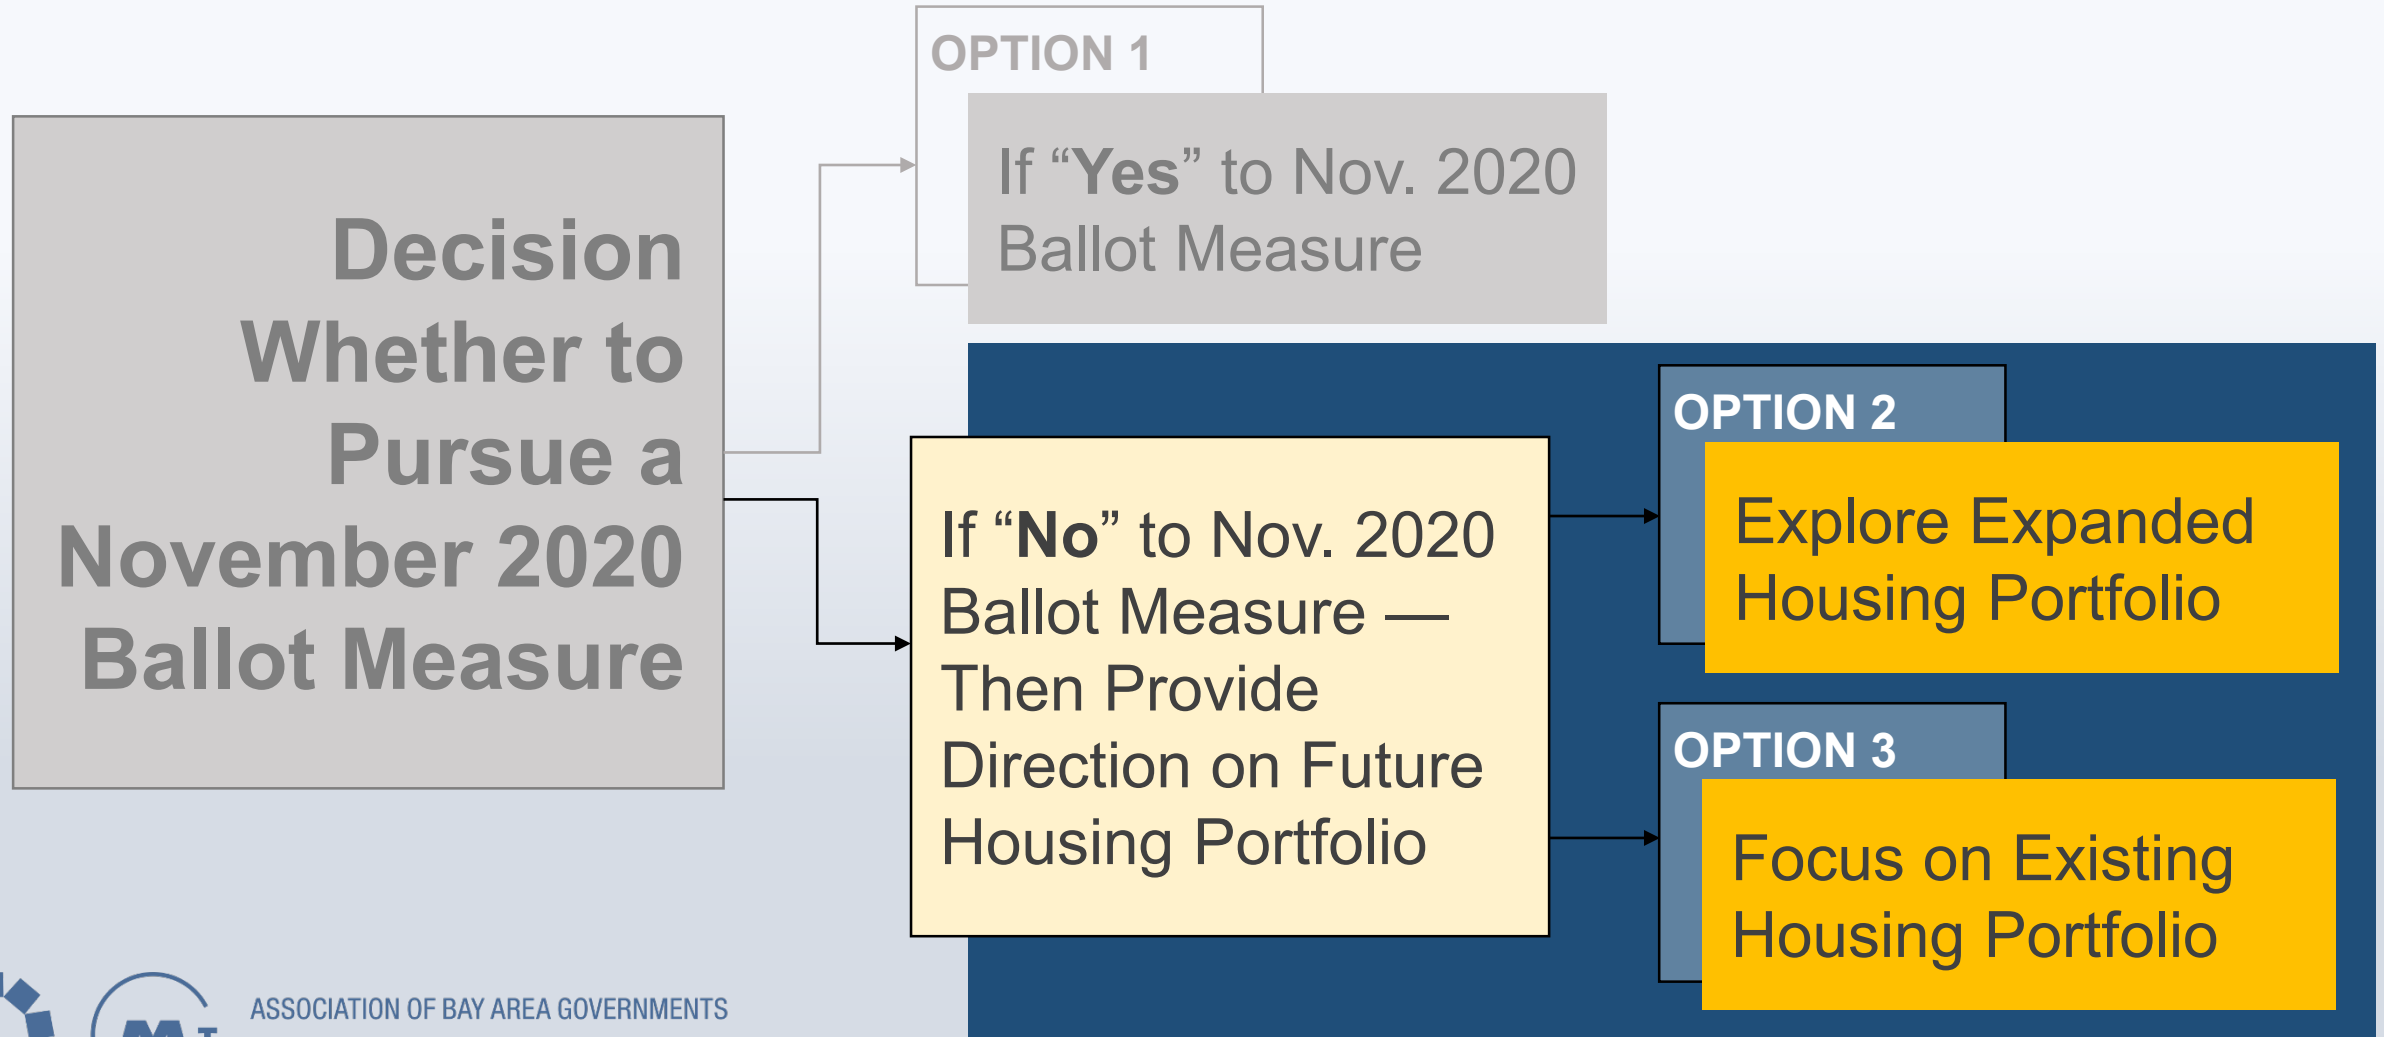 OPTION 1
If “Yes” to Nov. 2020
Ballot Measure
Decision
Whether to
Pursue a
November 2020
Ballot Measure
OPTION 2
Explore Expanded
Housing Portfolio
If “No” to Nov. 2020
Ballot Measure —
Then Provide
Direction on Future
Housing Portfolio
OPTION 3
Focus on Existing
Housing Portfolio
ASSOCIATION OF BAY AREA GOVERNMENTS
M T